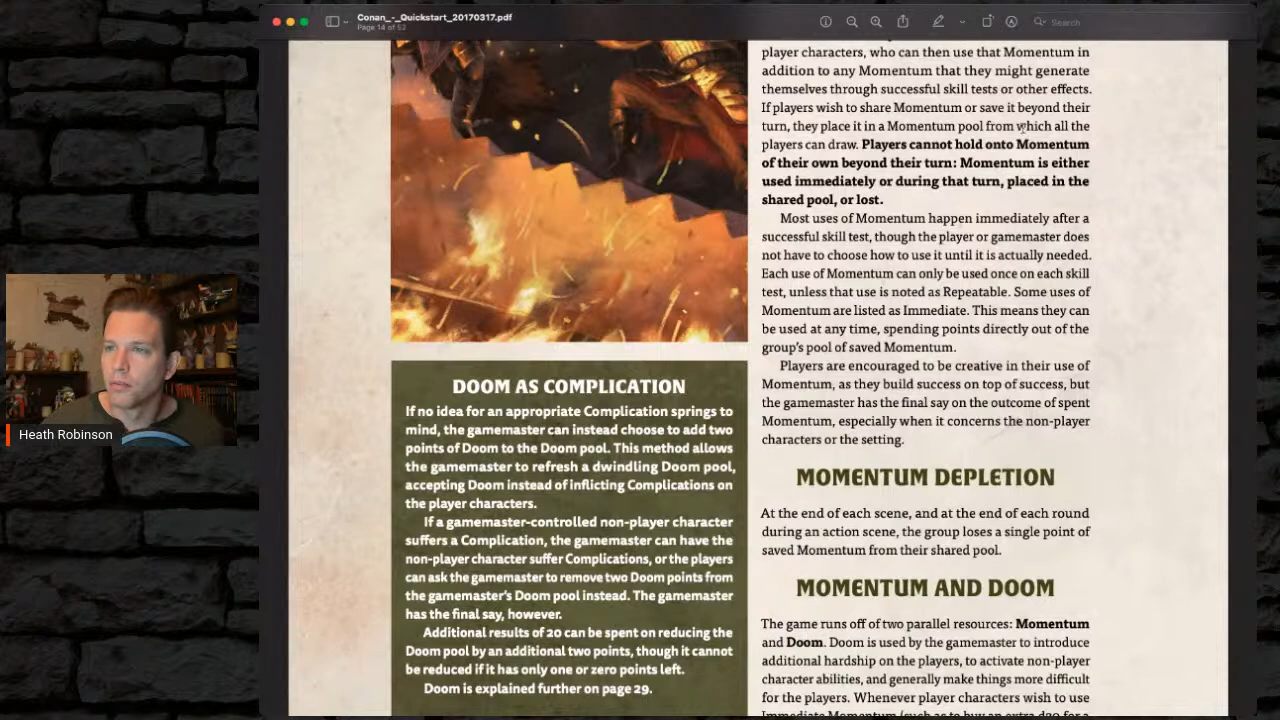 Conan_-_Quickstart_20170317.pdf
Page 14 of 52
Search
player characters, who can then use that Momentum in
addition to any Momentum that they might generate
themselves through successful skill tests or other effects.
If players wish to share Momentum or save it beyond their
turn, they place it in a Momentum pool from which all the
players can draw. Players cannot hold onto Momentum
of their own beyond their turn: Momentum is either
used immediately or during that turn, placed in the
shared pool, or lost.
Most uses of Momentum happen immediately after a
successful skill test, though the player or gamemaster does
not have to choose how to use it until it is actually needed.
Each use of Momentum can only be used once on each skill
test, unless that use is noted as Repeatable. Some uses of
Momentum are listed as Immediate. This means they can
be used at any time, spending points directly out of the
group's pool of saved Momentum.
Players are encouraged to be creative in their use of
Momentum, as they build success on top of success, but
the gamemaster has the final say on the outcome of spent
Momentum, especially when it concerns the non-player
characters or the setting.
MOMENTUM DEPLETION
At the end of each scene, and at the end of each round
during an action scene, the group loses a single point of
saved Momentum from their shared pool.
MOMENTUM AND DOOM
The game runs off of two parallel resources: Momentum
and Doom. Doom is used by the gamemaster to introduce
additional hardship on the players, to activate non-player
character abilities, and generally make things more difficult
for the players. Whenever player characters wish to use
Immediate Momentum (such as to buy an extra d20 for a
DOOM AS COMPLICATION
If no idea for an appropriate Complication springs to
mind, the gamemaster can instead choose to add two
points of Doom to the Doom pool. This method allows
the gamemaster to refresh a dwindling Doom pool,
accepting Doom instead of inflicting Complications on
the player characters.
If a gamemaster-controlled non-player character
suffers a Complication, the gamemaster can have the
non-player character suffer Complications, or the players
can ask the gamemaster to remove two Doom points from
the gamemaster's Doom pool instead. The gamemaster
has the final say, however.
Additional results of 20 can be spent on reducing the
Doom pool by an additional two points, though it cannot
be reduced if it has only one or zero points left.
Doom is explained further on page 29.
Heath Robinson